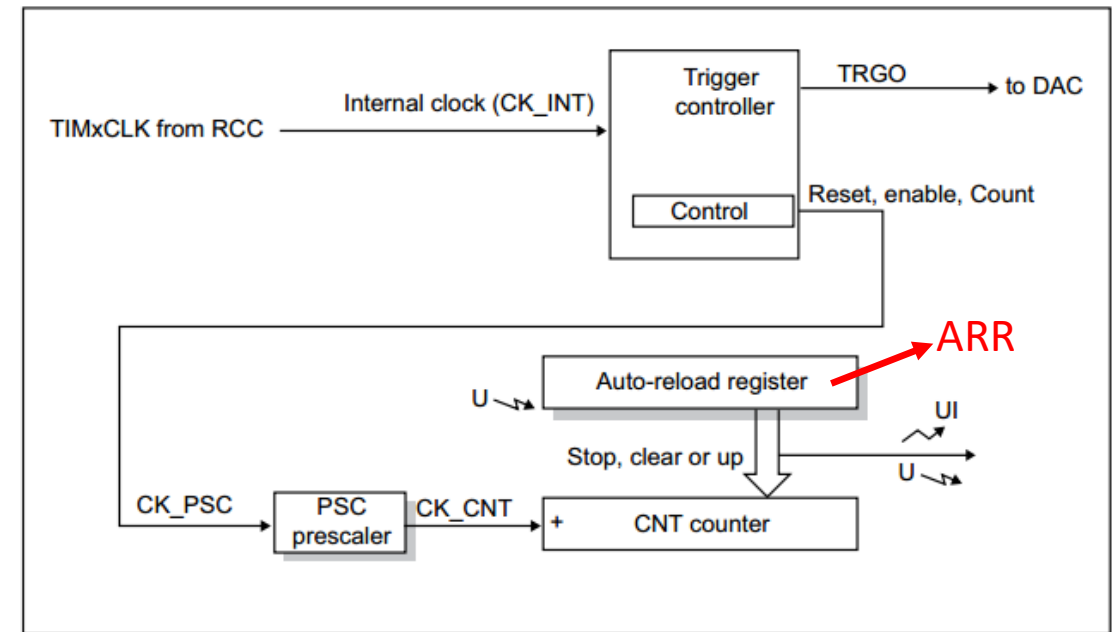 Trigger
controller
TRGO
to DAC
Internal clock (CK_INT)
TIMxCLK from RCC
Control
Reset, enable, Count
ARR
Auto-reload register
U
UI
Stop, clear or up
U
CK_PSC
PSC
prescaler
CK_CNT
+
CNT counter